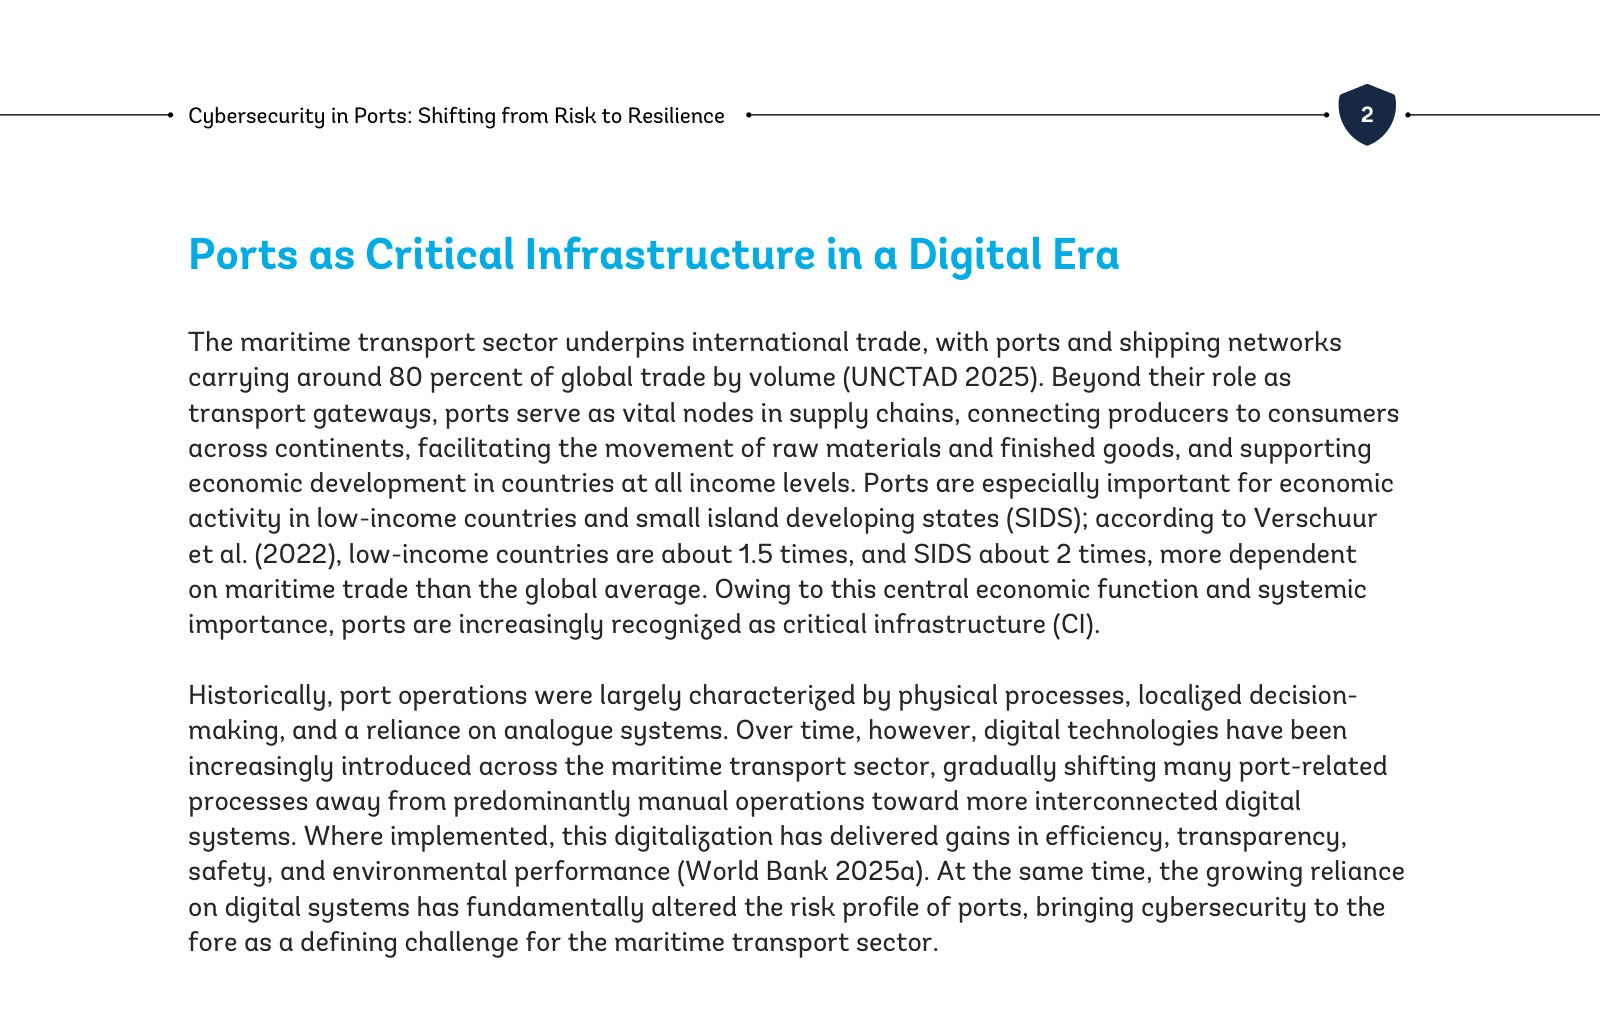 Cybersecurity in Ports: Shifting from Risk to Resilience
2
Ports as Critical Infrastructure in a Digital Era
The maritime transport sector underpins international trade, with ports and shipping networks
carrying around 80 percent of global trade by volume (UNCTAD 2025). Beyond their role as
transport gateways, ports serve as vital nodes in supply chains, connecting producers to consumers
across continents, facilitating the movement of raw materials and finished goods, and supporting
economic development in countries at all income levels. Ports are especially important for economic
activity in low-income countries and small island developing states (SIDS); according to Verschuur
et al. (2022), low-income countries are about 1.5 times, and SIDS about 2 times, more dependent
on maritime trade than the global average. Owing to this central economic function and systemic
importance, ports are increasingly recognized as critical infrastructure (CI).
Historically, port operations were largely characterized by physical processes, localized decision-
making, and a reliance on analogue systems. Over time, however, digital technologies have been
increasingly introduced across the maritime transport sector, gradually shifting many port-related
processes away from predominantly manual operations toward more interconnected digital
systems. Where implemented, this digitalization has delivered gains in efficiency, transparency,
safety, and environmental performance (World Bank 2025a). At the same time, the growing reliance
on digital systems has fundamentally altered the risk profile of ports, bringing cybersecurity to the
fore as a defining challenge for the maritime transport sector.